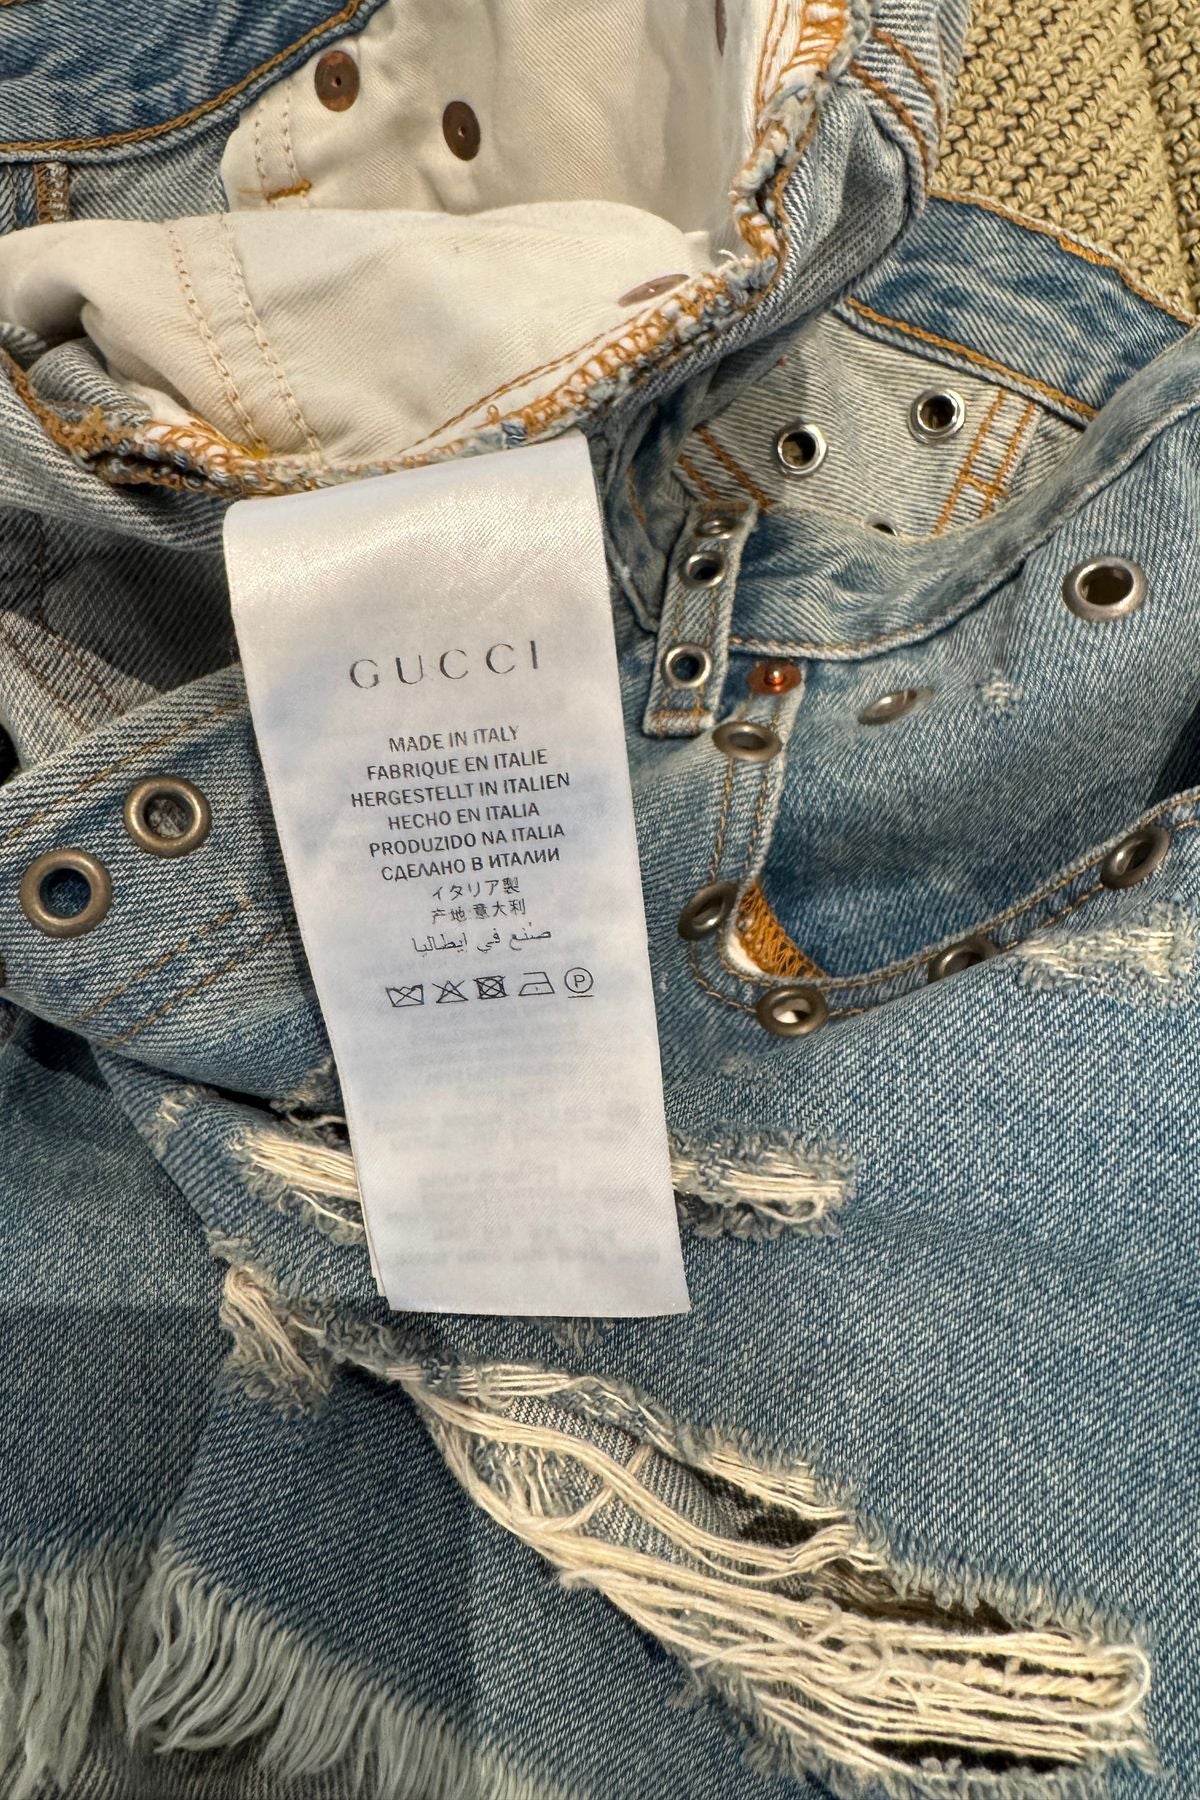 GUCCI
MADE IN ITALY
FABRIQUE EN ITALIE
HERGESTELLT IN ITALIEN
HECHO EN ITALIA
PRODUZIDO NA ITALIA
СДЕЛАНО В ИТАЛИИ
イタリア製
产地 意大利
صنع في إيطاليا
P